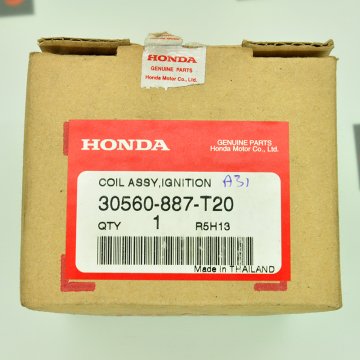 HONDA
GENUINE PARTS
Honda Motor Co., Ltd.
HONDA
GENUINE PARTS
Honda Motor Co., Ltd.
COIL ASSY,IGNITION A31
30560-887-T20
QTY 1 R5H13
Made in THAILAND